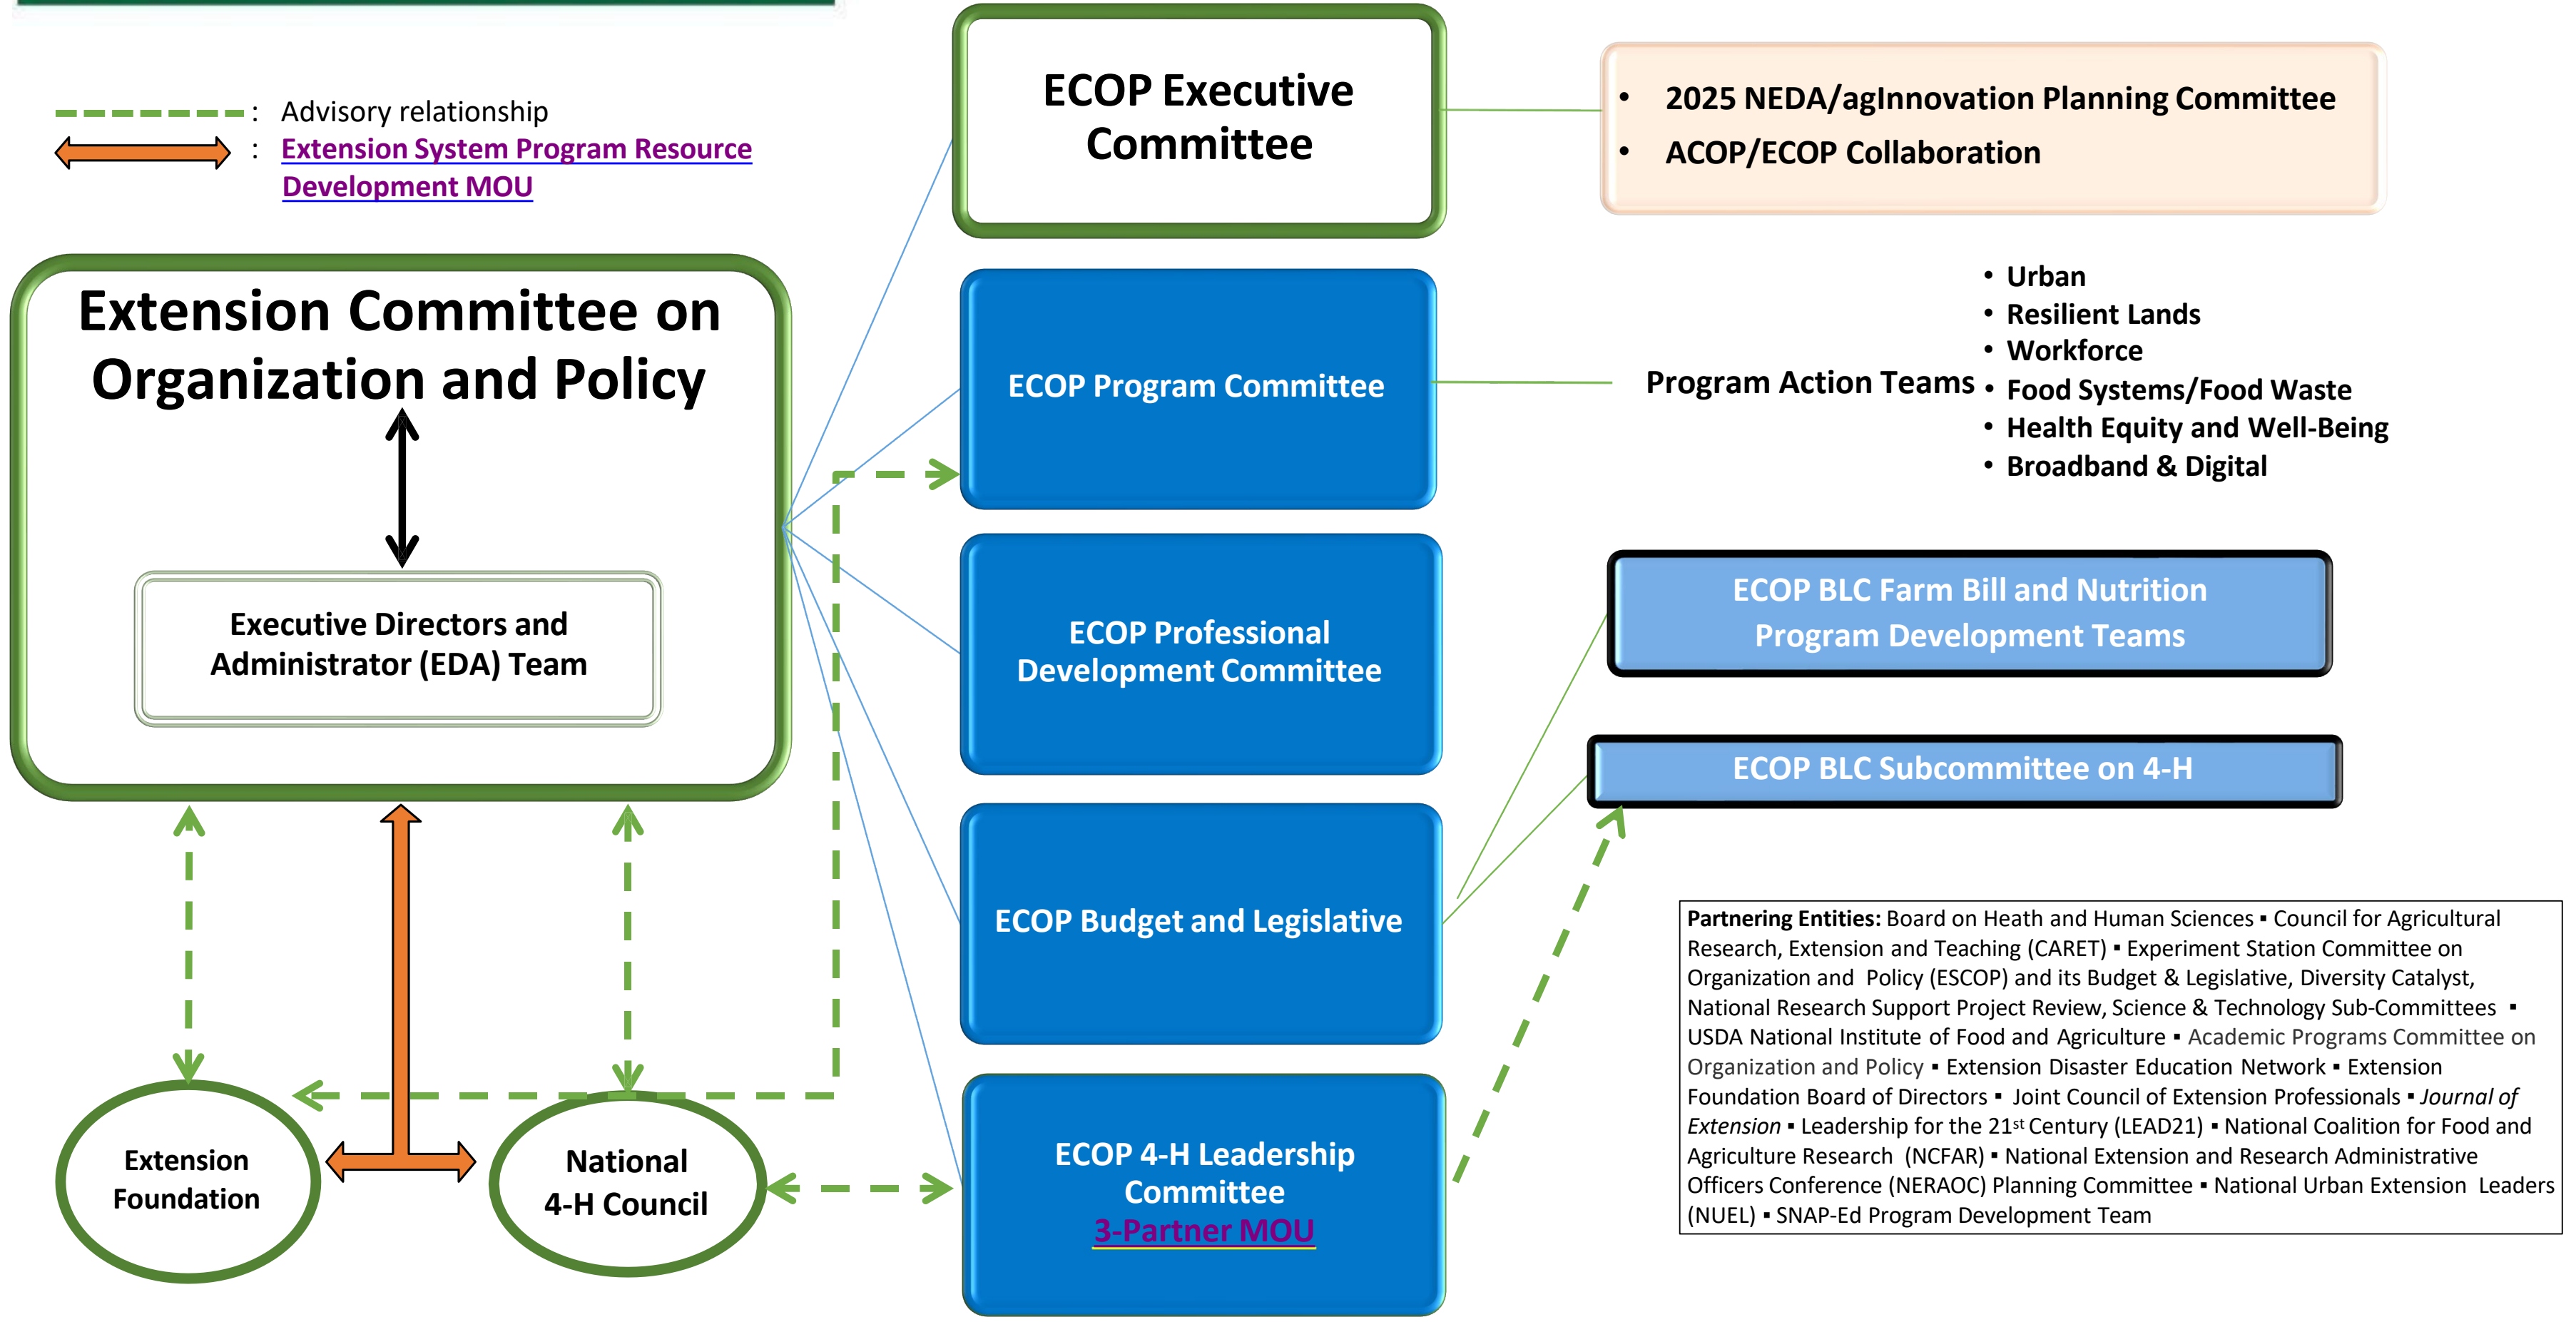 : Advisory relationship
: Extension System Program Resource
Development MOU
Extension Committee on
Organization and Policy
Executive Directors and
Administrator (EDA) Team
Extension
Foundation
National
4-H Council
ECOP Executive
Committee
• 2025 NEDA/agInnovation Planning Committee
• ACOP/ECOP Collaboration
ECOP Program Committee
Program Action Teams
• Urban
• Resilient Lands
• Workforce
• Food Systems/Food Waste
• Health Equity and Well-Being
• Broadband & Digital
ECOP Professional
Development Committee
ECOP Budget and Legislative
ECOP BLC Farm Bill and Nutrition
Program Development Teams
ECOP BLC Subcommittee on 4-H
ECOP 4-H Leadership
Committee
3-Partner MOU
Partnering Entities: Board on Heath and Human Sciences ▪ Council for Agricultural
Research, Extension and Teaching (CARET) ▪ Experiment Station Committee on
Organization and Policy (ESCOP) and its Budget & Legislative, Diversity Catalyst,
National Research Support Project Review, Science & Technology Sub-Committees ▪
USDA National Institute of Food and Agriculture ▪ Academic Programs Committee on
Organization and Policy ▪ Extension Disaster Education Network ▪ Extension
Foundation Board of Directors ▪ Joint Council of Extension Professionals ▪ Journal of
Extension ▪ Leadership for the 21st Century (LEAD21) ▪ National Coalition for Food and
Agriculture Research (NCFAR) ▪ National Extension and Research Administrative
Officers Conference (NERAOC) Planning Committee ▪ National Urban Extension Leaders
(NUEL) ▪ SNAP-Ed Program Development Team